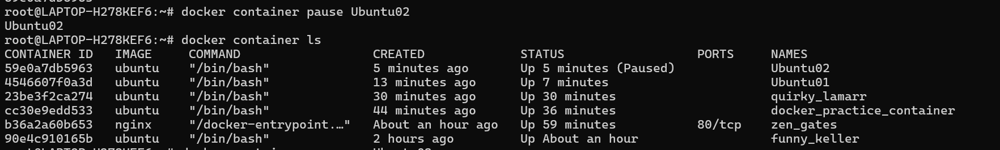 root@LAPTOP-H278KEF6:~# docker container pause Ubuntu02
Ubuntu02
root@LAPTOP-H278KEF6:~# docker container ls
CONTAINER ID   IMAGE     COMMAND                  CREATED             STATUS                  PORTS     NAMES
59e0a7db5963   ubuntu    "/bin/bash"              5 minutes ago       Up 5 minutes (Paused)             Ubuntu02
4546607f0a3d   ubuntu    "/bin/bash"              13 minutes ago      Up 7 minutes                      Ubuntu01
23be3f2ca274   ubuntu    "/bin/bash"              30 minutes ago      Up 30 minutes                     quirky_lamarr
cc30e9edd533   ubuntu    "/bin/bash"              44 minutes ago      Up 36 minutes                     docker_practice_container
b36a2a60b653   nginx     "/docker-entrypoint.…"   About an hour ago   Up 59 minutes           80/tcp    zen_gates
90e4c910165b   ubuntu    "/bin/bash"              2 hours ago         Up About an hour                  funny_keller